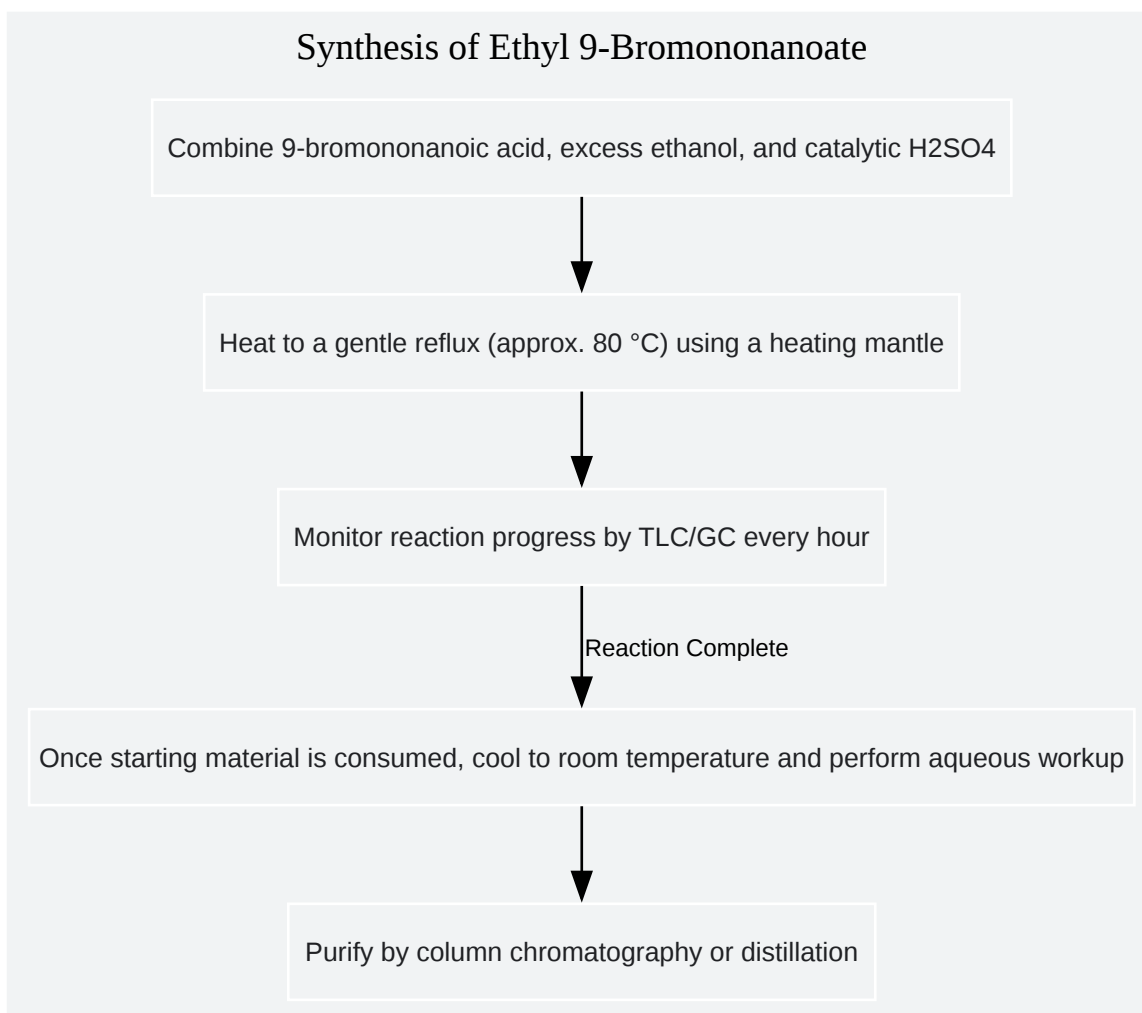 Synthesis of Ethyl 9-Bromononanoate
Combine 9-bromononanoic acid, excess ethanol, and catalytic H2SO4
Heat to a gentle reflux (approx. 80 °C) using a heating mantle
Monitor reaction progress by TLC/GC every hour
Reaction Complete
Once starting material is consumed, cool to room temperature and perform aqueous workup
Purify by column chromatography or distillation